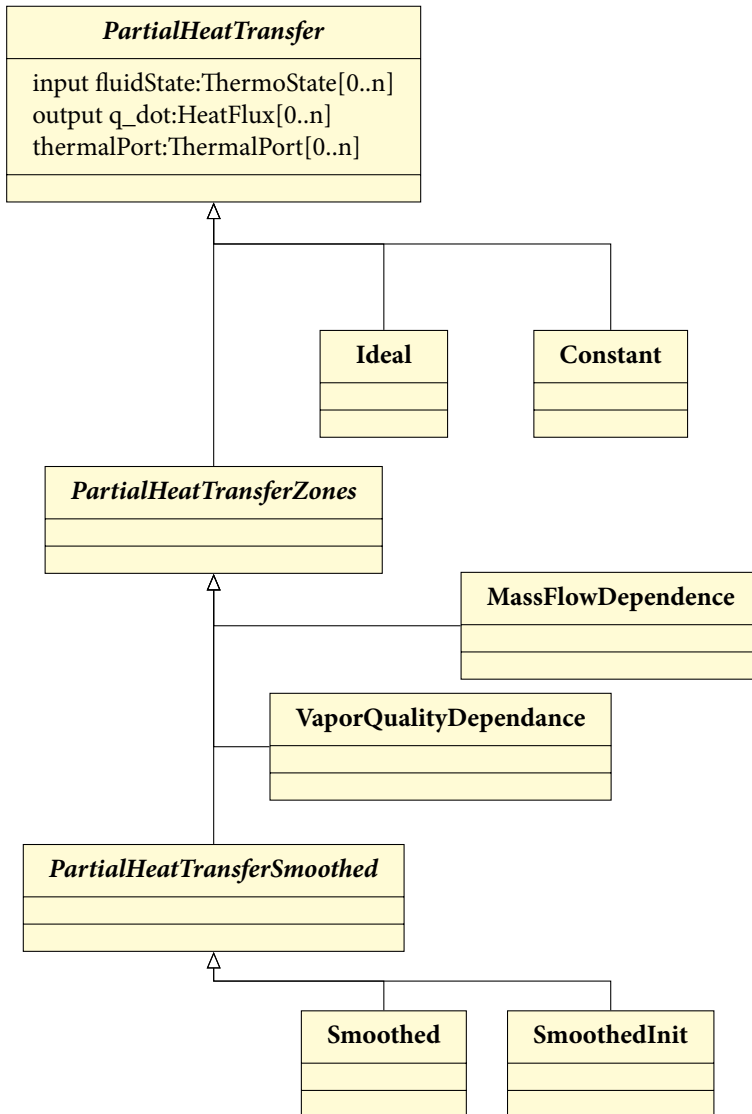 PartialHeatTransfer
input fluidState:ThermoState[0..n]
output q_dot:HeatFlux[0..n]
thermalPort:ThermalPort[0..n]
Ideal
Constant
PartialHeatTransferZones
MassFlowDependence
VaporQualityDependance
PartialHeatTransferSmoothed
Smoothed
SmoothedInit